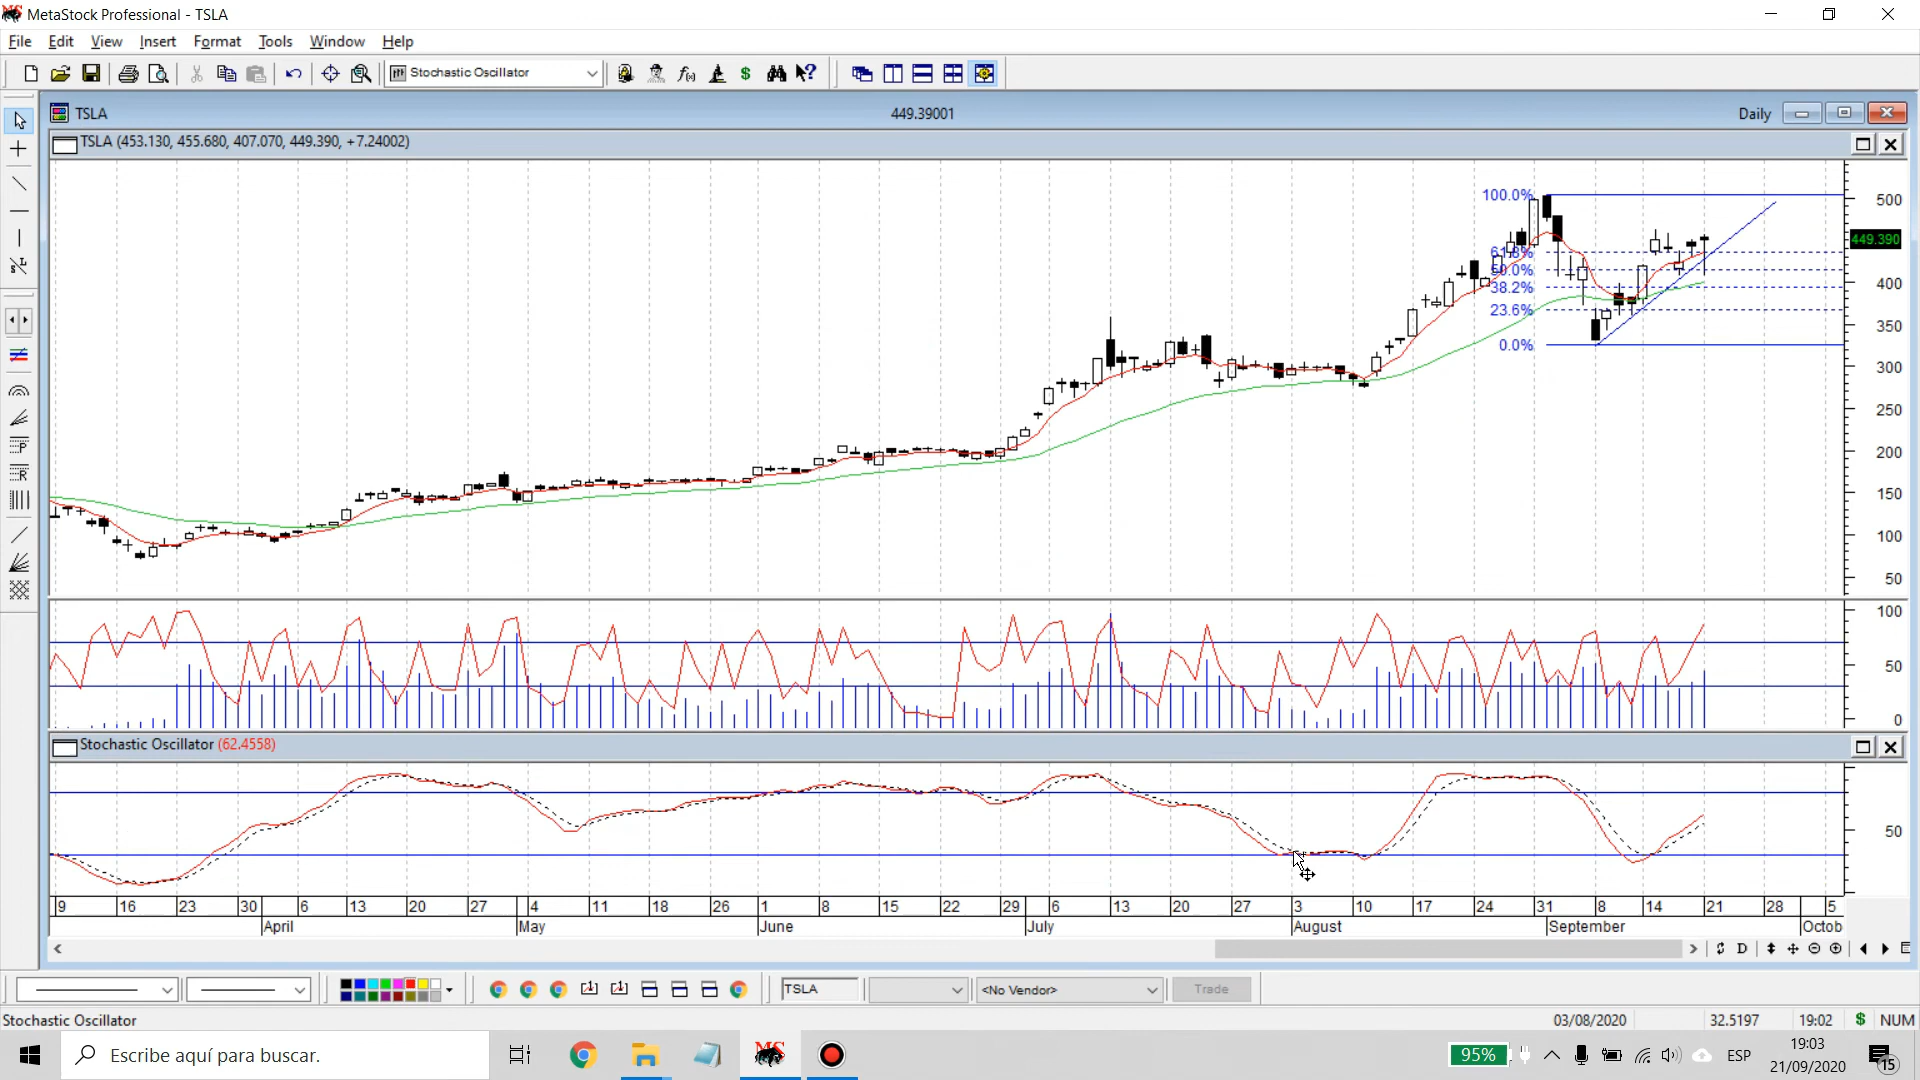 MetaStock Professional - TSLA
File Edit View Insert Format Tools Window Help
Stochastic Oscillator
TSLA 449.39001 Daily
TSLA (453.130, 455.680, 407.070, 449.390, +7.24002)
100.0%
61.8%
50.0%
38.2%
23.6%
0.0%
500
449.390
400
350
300
250
200
150
100
50
100
50
0
Stochastic Oscillator (62.4558)
50
9 16 23 30 6 13 20 27 4 11 18 26 1 8 15 22 29 6 13 20 27 3 10 17 24 31 8 14 21 28 5
April May June July August September Octob
TSLA <No Vendor> Trade
Stochastic Oscillator 03/08/2020 32.5197 19:02 $ NUM
Escribe aquí para buscar. 95% ESP 19:03
21/09/2020 15